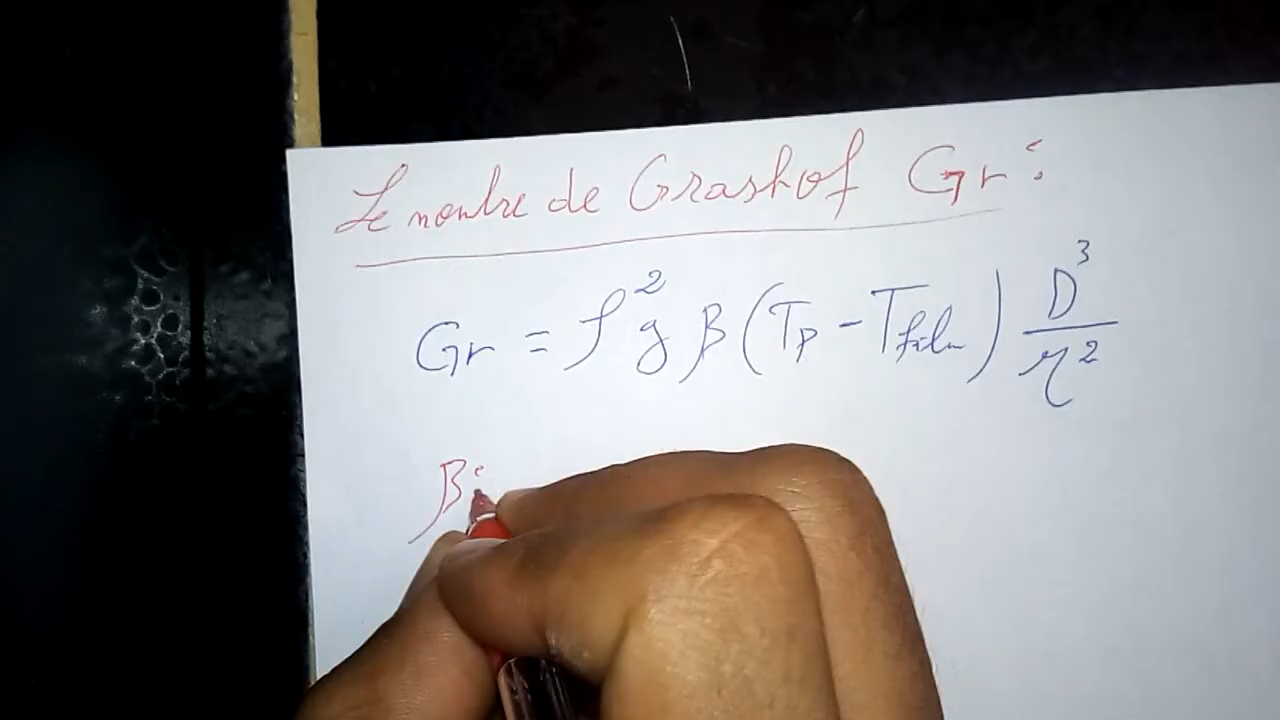 Le nombre de Grashof Gr :
Gr = ρ² g β (Tp - Tfilm) D³/η²
β :